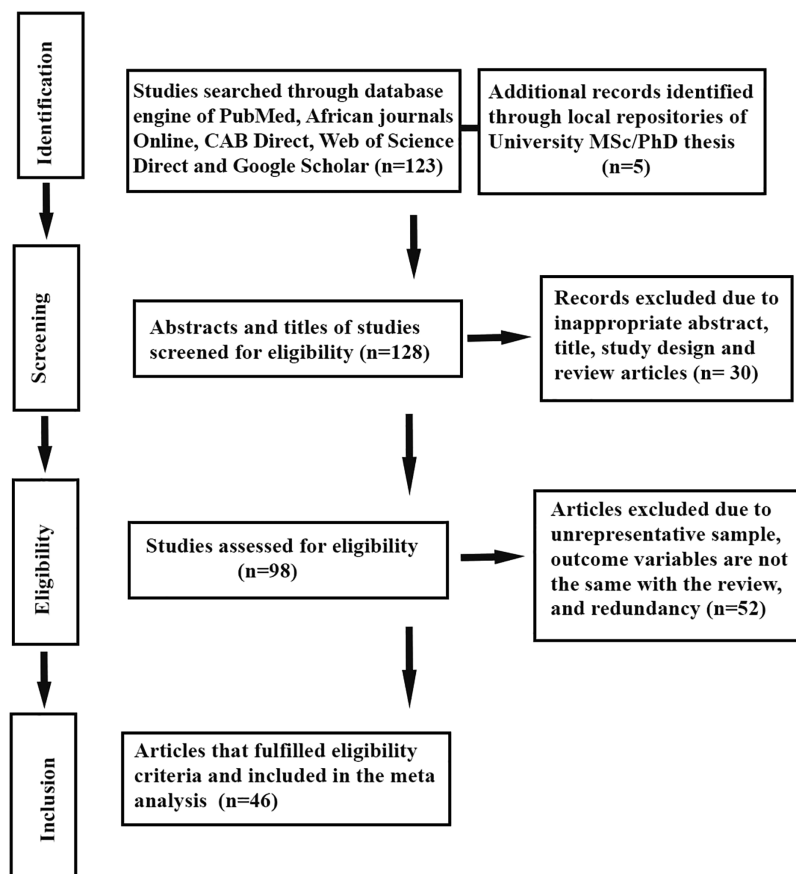 Identification
Studies searched through database
engine of PubMed, African journals
Online, CAB Direct, Web of Science
Direct and Google Scholar (n=123)
Additional records identified
through local repositories of
University MSc/PhD thesis
(n=5)
Screening
Abstracts and titles of studies
screened for eligibility (n=128)
Records excluded due to
inappropriate abstract,
title, study design and
review articles (n= 30)
Eligibility
Studies assessed for eligibility
(n=98)
Articles excluded due to
unrepresentative sample,
outcome variables are not
the same with the review,
and redundancy (n=52)
Inclusion
Articles that fulfilled eligibility
criteria and included in the meta
analysis (n=46)